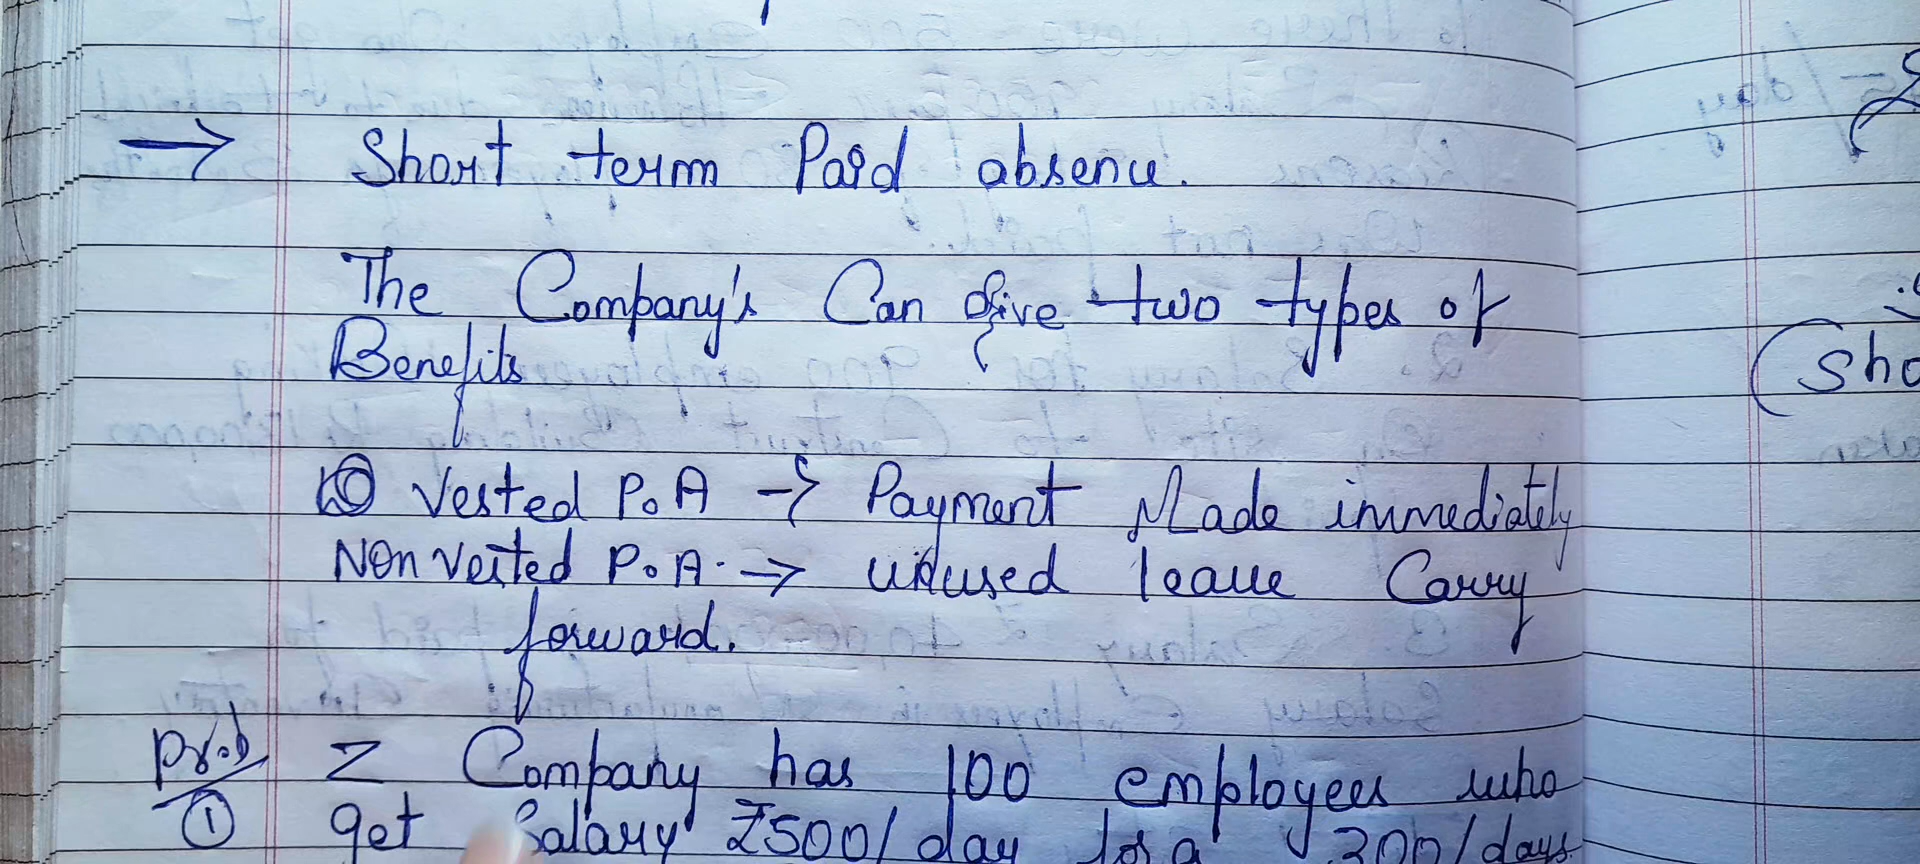 → Short term Paid absence.
The Company's Can Give two types of
Benefits
Vested P.A → Payment Made immediately
Non Vested P.A. → unused leave Carry
forward.
Prob
① Z Company has 100 employees who
get Salary ₹500/day for a 300/days
(Sho